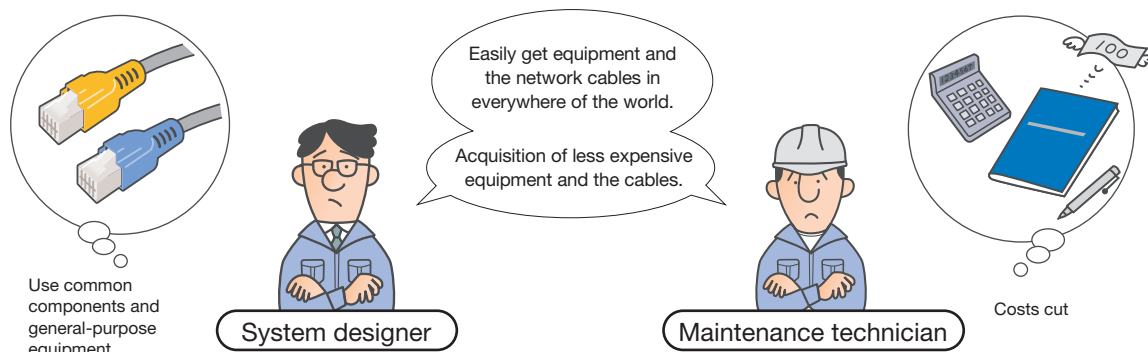 Easily get equipment and
the network cables in
everywhere of the world.
Acquisition of less expensive
equipment and the cables.
100
Use common
components and
general-purpose
equipment
System designer
Maintenance technician
Costs cut